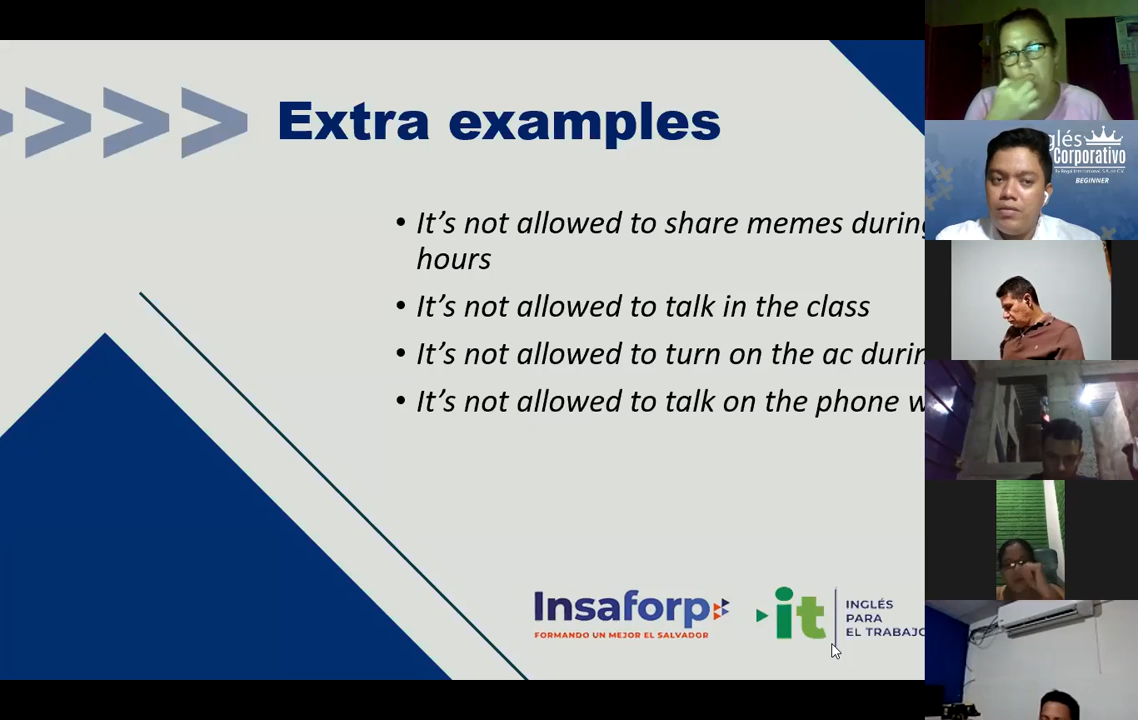 Extra examples
• It’s not allowed to share memes during
hours
• It’s not allowed to talk in the class
• It’s not allowed to turn on the ac
• It’s not allowed to talk on the phone
Insaforp
FORMANDO UN MEJOR EL SALVADOR
it
INGLÉS
PARA
EL TRABAJO
Corporativo
BEGINNER